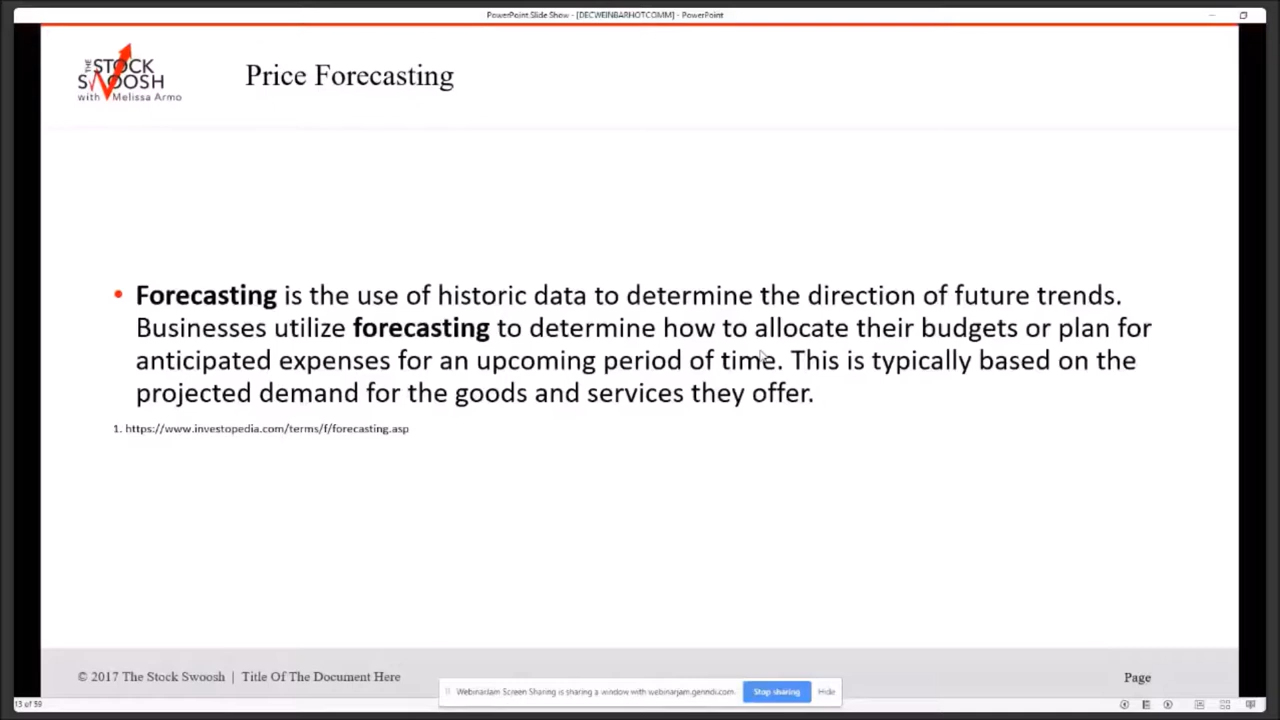 PowerPoint Slide Show - [DECWEINBARHOTCOMM] - PowerPoint
THE STOCK
SWOOSH
with Melissa Armo
Price Forecasting
• Forecasting is the use of historic data to determine the direction of future trends.
Businesses utilize forecasting to determine how to allocate their budgets or plan for
anticipated expenses for an upcoming period of time. This is typically based on the
projected demand for the goods and services they offer.
1. https://www.investopedia.com/terms/f/forecasting.asp
© 2017 The Stock Swoosh | Title Of The Document Here
Page
WebinarJam Screen Sharing is sharing a window with webinarjam.genndi.com.
Stop sharing
Hide
13 of 59